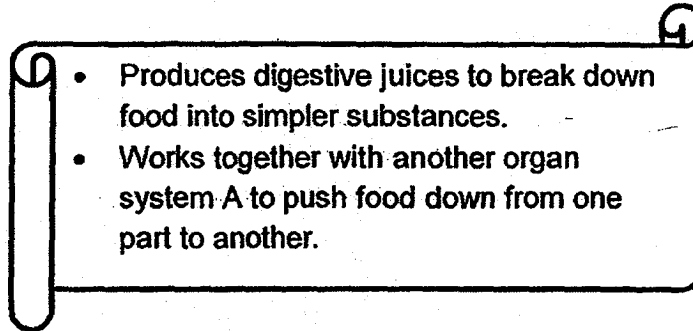 • Produces digestive juices to break down
food into simpler substances.
• Works together with another organ
system A to push food down from one
part to another.